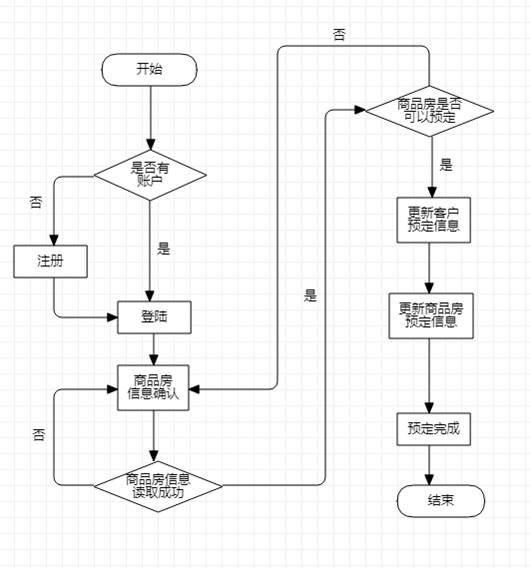 开始
是否有
账户
否
是
注册
登陆
商品房
信息确认
否
商品房信息
读取成功
是
否
商品房是否
可以预定
是
更新客户
预定信息
更新商品房
预定信息
预定完成
结束